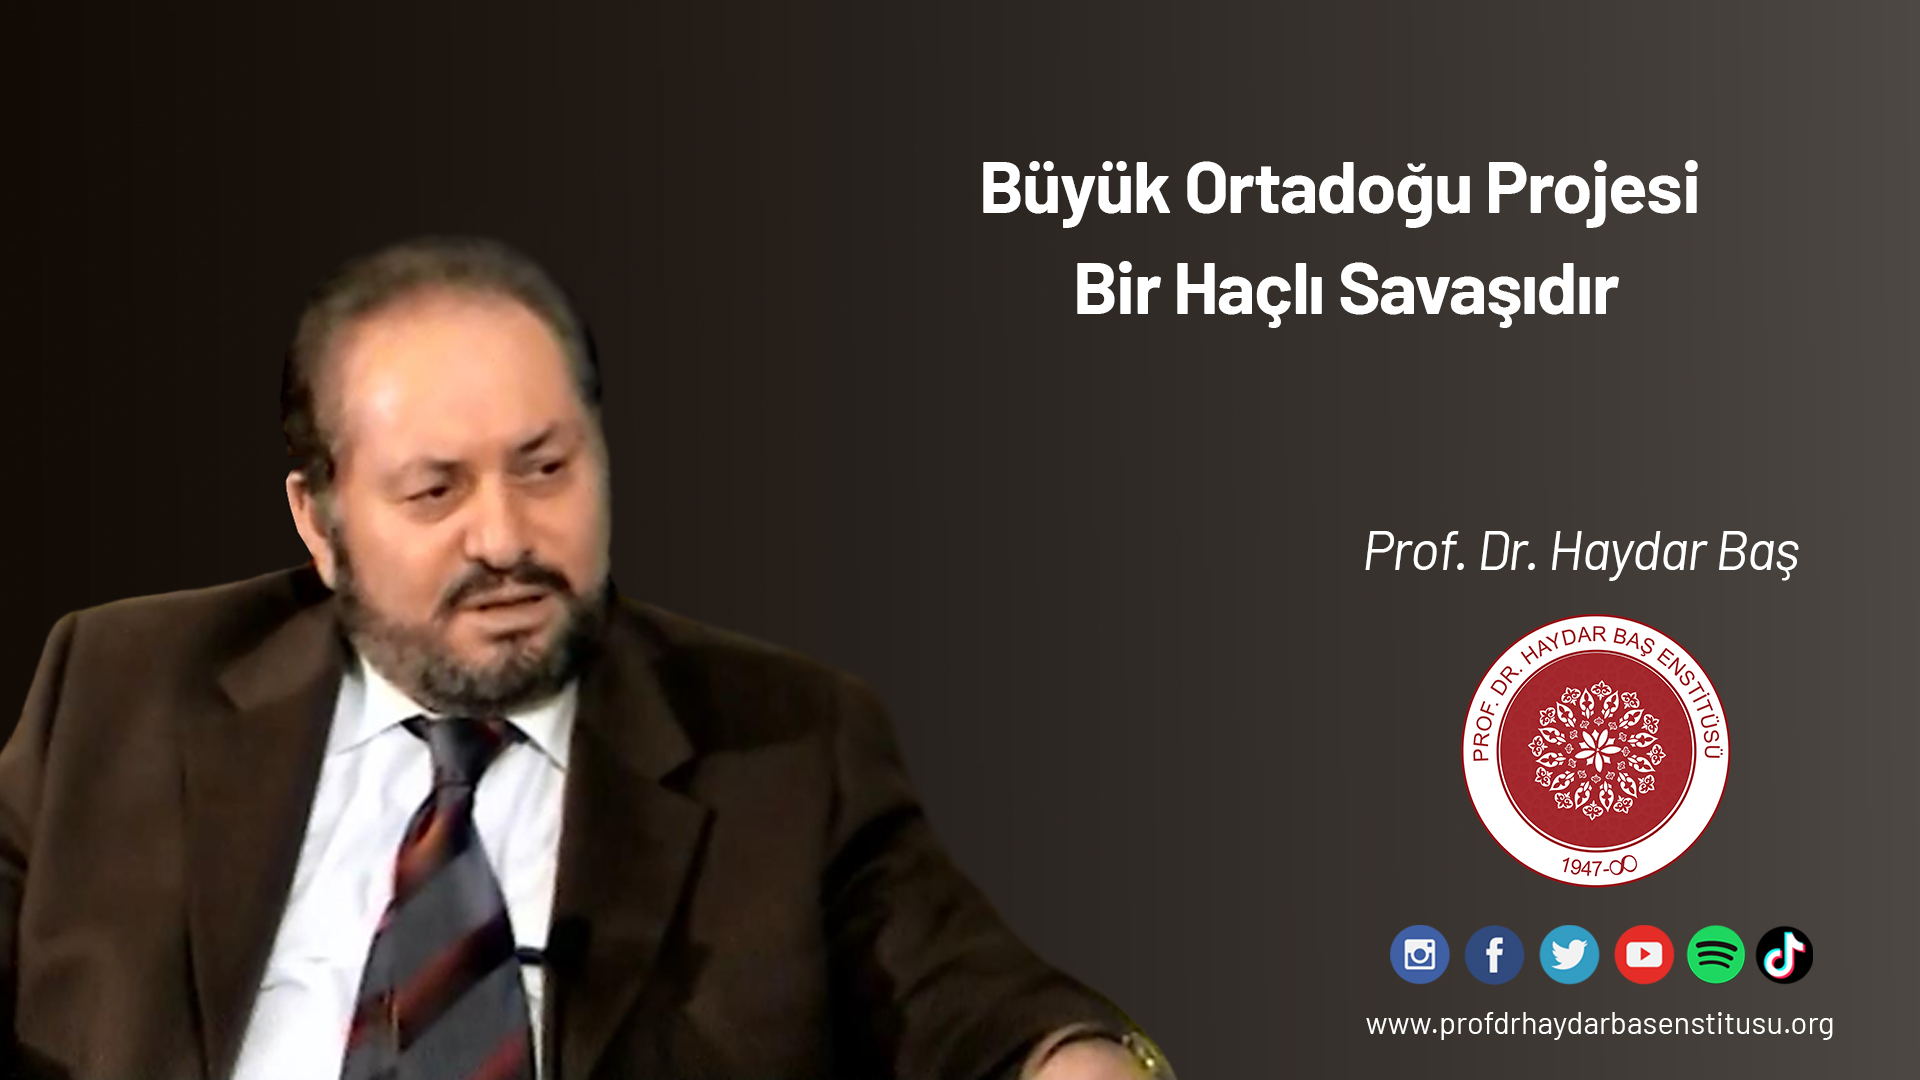 Büyük Ortadoğu Projesi
Bir Haçlı Savaşıdır
Prof. Dr. Haydar Baş
PROF. DR. HAYDAR BAŞ ENSTİTÜSÜ
1947-∞
www.profdrhaydarbasenstitusu.org